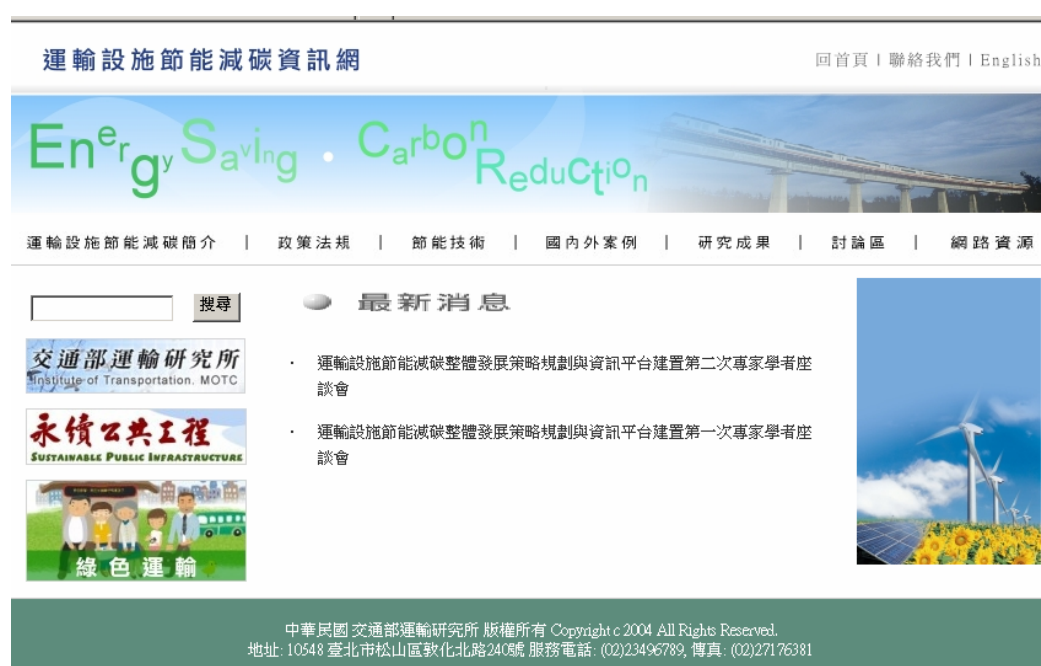 運輸設施節能減碳資訊網
回首頁 | 聯絡我們 | English
Energy Saving · Carbon Reduction
運輸設施節能減碳簡介 | 政策法規 | 節能技術 | 國內外案例 | 研究成果 | 討論區 | 網路資源
搜尋
最新消息
交通部運輸研究所
Institute of Transportation. MOTC
· 運輸設施節能減碳整體發展策略規劃與資訊平台建置第二次專家學者座
談會
永續公共工程
SUSTAINABLE PUBLIC INFRASTRUCTURE
· 運輸設施節能減碳整體發展策略規劃與資訊平台建置第一次專家學者座
談會
綠色運輸
中華民國 交通部運輸研究所 版權所有 Copyright c 2004 All Rights Reserved.
地址: 10548 臺北市松山區敦化北路240號 服務電話: (02)23496789, 傳真: (02)27176381